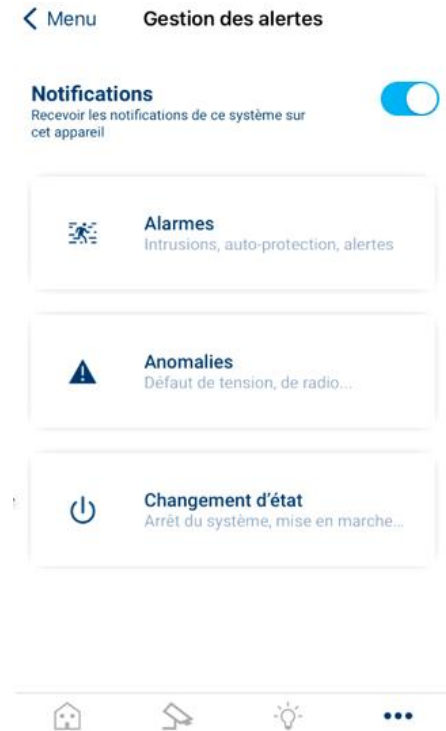 Menu Gestion des alertes
Notifications
Recevoir les notifications de ce système sur
cet appareil
Alarmes
Intrusions, auto-protection, alertes
Anomalies
Défaut de tension, de radio...
Changement d'état
Arrêt du système, mise en marche...